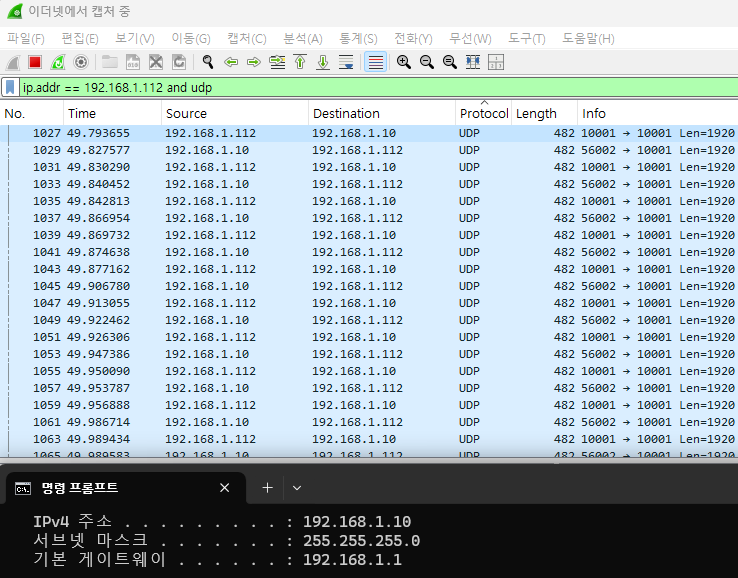 이더넷에서 캡처 중
파일(F) 편집(E) 보기(V) 이동(G) 캡처(C) 분석(A) 통계(S) 전화(Y) 무선(W) 도구(T) 도움말(H)
ip.addr == 192.168.1.112 and udp
No. Time Source Destination Protocol Length Info
1027 49.793655 192.168.1.112 192.168.1.10 UDP 482 10001 → 10001 Len=1920
1029 49.827577 192.168.1.10 192.168.1.112 UDP 482 56002 → 10001 Len=1920
1031 49.830290 192.168.1.112 192.168.1.10 UDP 482 10001 → 10001 Len=1920
1033 49.840452 192.168.1.10 192.168.1.112 UDP 482 56002 → 10001 Len=1920
1035 49.842813 192.168.1.112 192.168.1.10 UDP 482 10001 → 10001 Len=1920
1037 49.866954 192.168.1.10 192.168.1.112 UDP 482 56002 → 10001 Len=1920
1039 49.869732 192.168.1.112 192.168.1.10 UDP 482 10001 → 10001 Len=1920
1041 49.874638 192.168.1.10 192.168.1.112 UDP 482 56002 → 10001 Len=1920
1043 49.877162 192.168.1.112 192.168.1.10 UDP 482 10001 → 10001 Len=1920
1045 49.906780 192.168.1.10 192.168.1.112 UDP 482 56002 → 10001 Len=1920
1047 49.913055 192.168.1.112 192.168.1.10 UDP 482 10001 → 10001 Len=1920
1049 49.922462 192.168.1.10 192.168.1.112 UDP 482 56002 → 10001 Len=1920
1051 49.926306 192.168.1.112 192.168.1.10 UDP 482 10001 → 10001 Len=1920
1053 49.947386 192.168.1.10 192.168.1.112 UDP 482 56002 → 10001 Len=1920
1055 49.950090 192.168.1.112 192.168.1.10 UDP 482 10001 → 10001 Len=1920
1057 49.953787 192.168.1.10 192.168.1.112 UDP 482 56002 → 10001 Len=1920
1059 49.956888 192.168.1.112 192.168.1.10 UDP 482 10001 → 10001 Len=1920
1061 49.986714 192.168.1.10 192.168.1.112 UDP 482 56002 → 10001 Len=1920
1063 49.989434 192.168.1.112 192.168.1.10 UDP 482 10001 → 10001 Len=1920
1065 49.989583 192.168.1.10 192.168.1.112 UDP 482 56002 → 10001 Len=1920
명령 프롬프트
IPv4 주소 . . . . . . . . . : 192.168.1.10
서브넷 마스크 . . . . . . . : 255.255.255.0
기본 게이트웨이 . . . . . . : 192.168.1.1